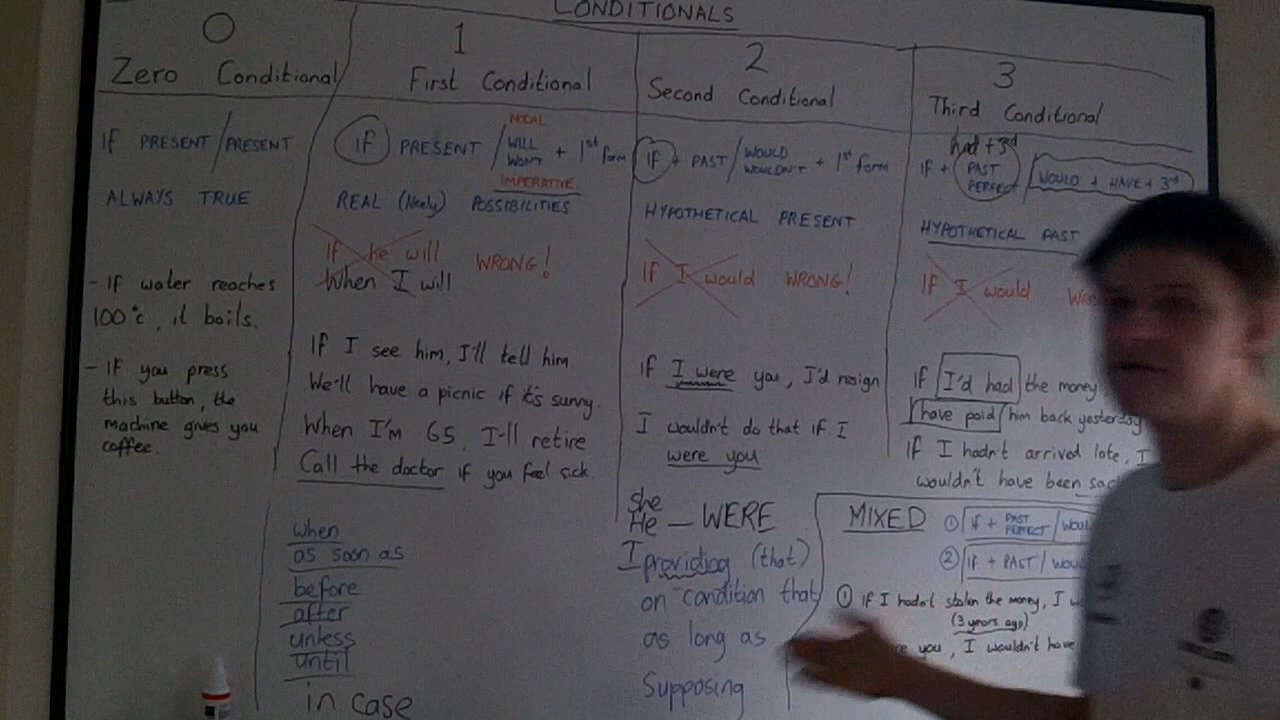 CONDITIONALS
0
Zero Conditional
If PRESENT / PRESENT
ALWAYS TRUE
- IF water reaches
100°c, it boils.
- IF you press
this button, the
machine gives you
coffee.
1
First Conditional
MODAL
IF PRESENT / WILL WON'T + 1st form
IMPERATIVE
REAL (likely) POSSIBILITIES
If he will WRONG!
When I will
If I see him, I'll tell him
We'll have a picnic if it's sunny.
When I'm 65, I'll retire
Call the doctor if you feel sick.
when
as soon as
before
after
unless
until
in case
2
Second Conditional
IF + PAST / WOULD WOULDN'T + 1st form
HYPOTHETICAL PRESENT
If I would WRONG!
If I were you, I'd resign
I wouldn't do that if I
were you
She
He — WERE
I
providing (that)
on condition that
as long as
Supposing
3
Third Conditional
had + 3rd
IF + PAST PERFECT / WOULD + HAVE + 3rd
HYPOTHETICAL PAST
If I would
If I'd had the money
have paid him back yesterday
If I hadn't arrived late, I
wouldn't have been
MIXED
① If + PAST PERFECT /
② IF + PAST /
① If I hadn't stolen the money, I
(3 years ago)
you, I wouldn't have